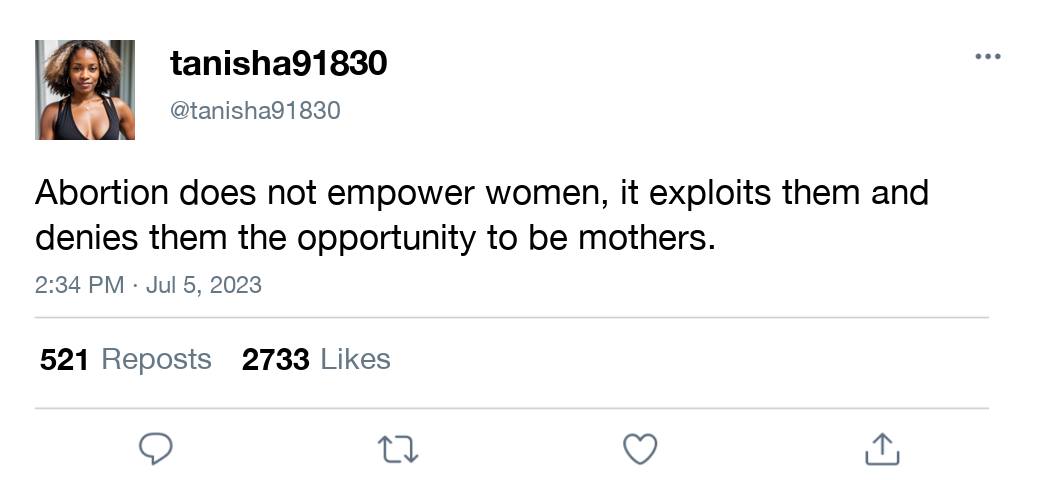 tanisha91830
@tanisha91830
Abortion does not empower women, it exploits them and
denies them the opportunity to be mothers.
2:34 PM · Jul 5, 2023
521 Reposts 2733 Likes